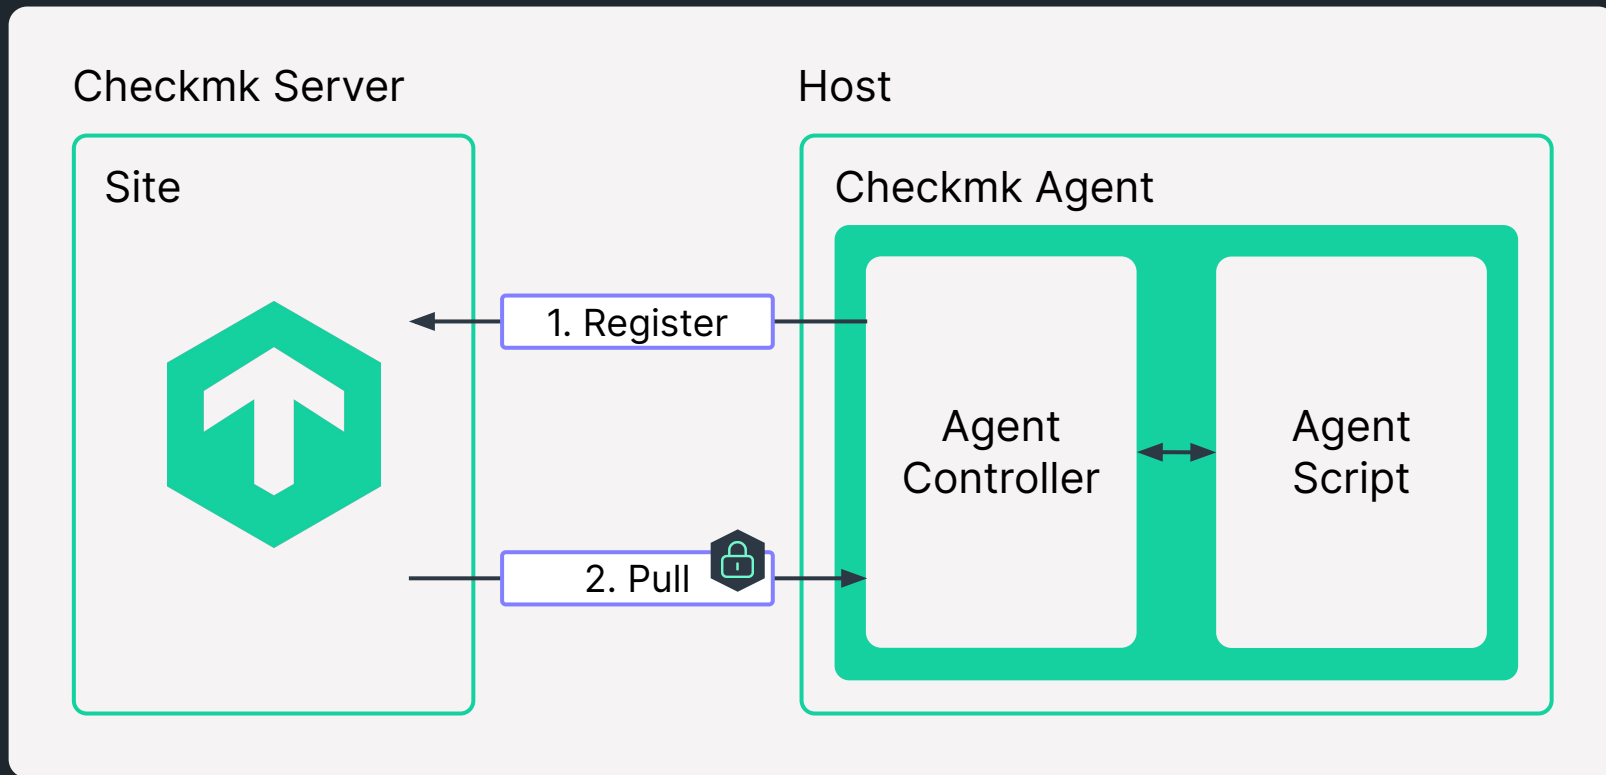 Checkmk Server
Host
Site
Checkmk Agent
1. Register
Agent
Controller
Agent
Script
2. Pull